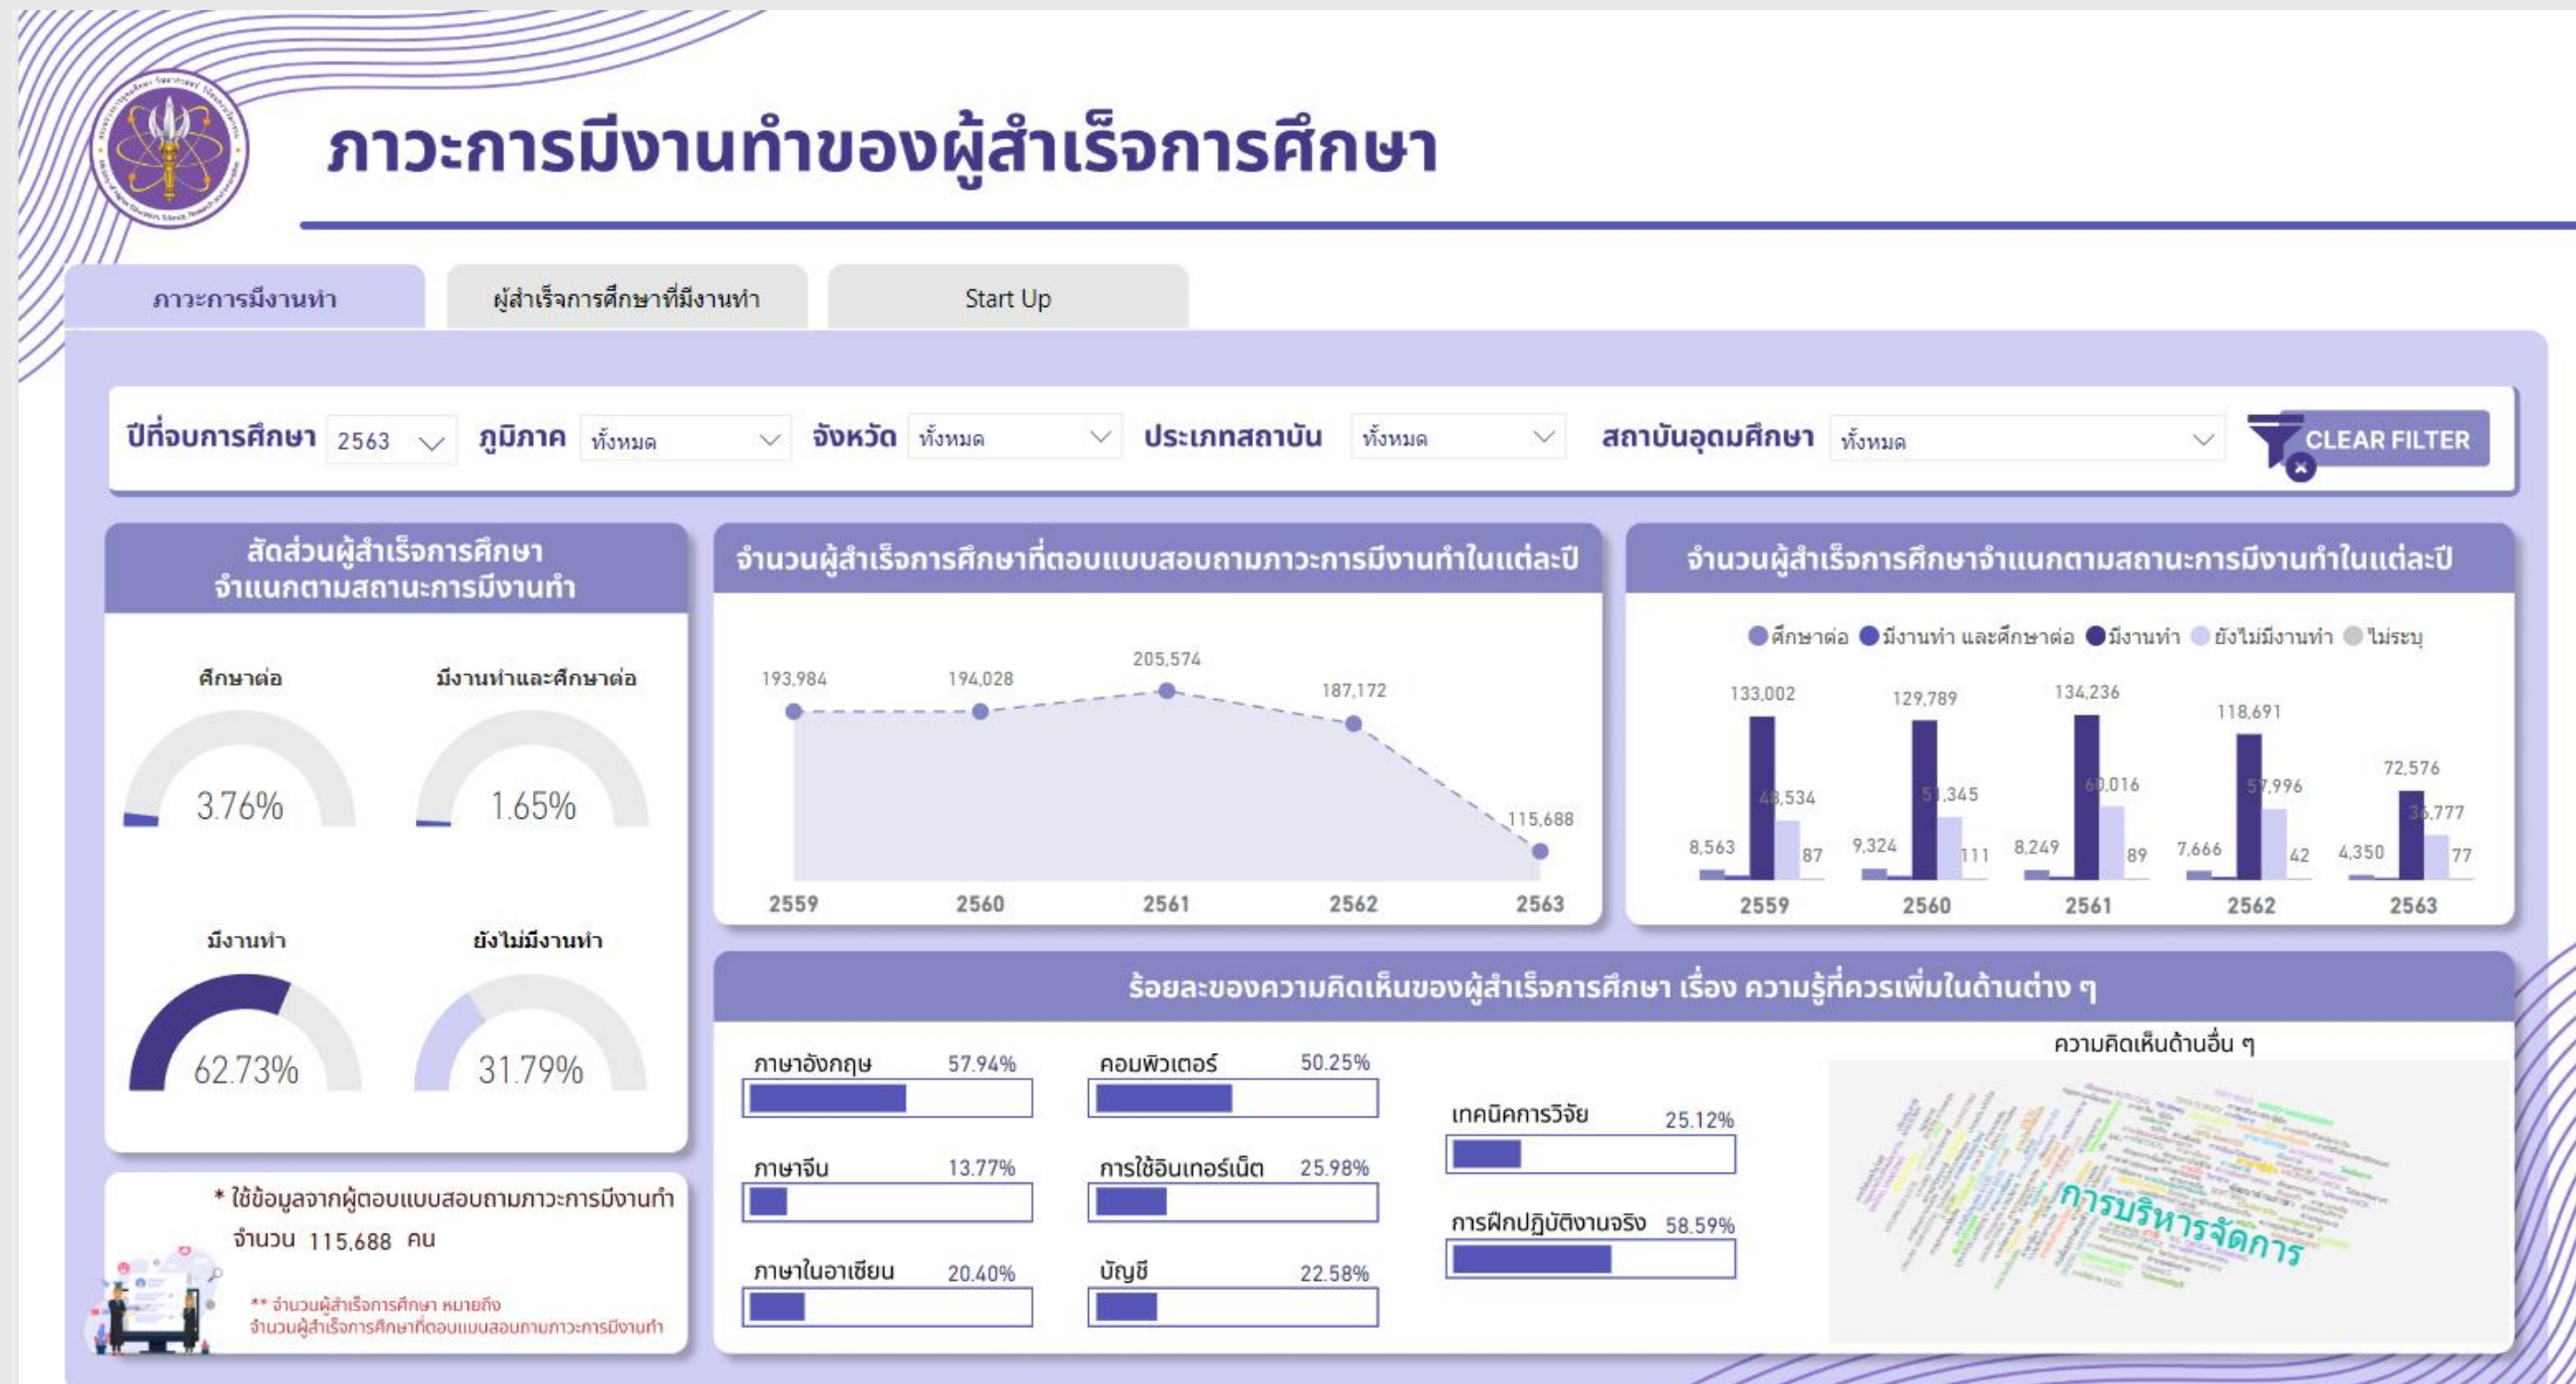 ภาวะการมีงานทำของผู้สำเร็จการศึกษา
ภาวะการมีงานทำ
ผู้สำเร็จการศึกษาที่มีงานทำ
Start Up
ปีที่จบการศึกษา 2563 ภูมิภาค ทั้งหมด จังหวัด ทั้งหมด ประเภทสถาบัน ทั้งหมด สถาบันอุดมศึกษา ทั้งหมด CLEAR FILTER
สัดส่วนผู้สำเร็จการศึกษา
จำแนกตามสถานะการมีงานทำ
ศึกษาต่อ
3.76%
มีงานทำและศึกษาต่อ
1.65%
มีงานทำ
62.73%
ยังไม่มีงานทำ
31.79%
* ใช้ข้อมูลจากผู้ตอบแบบสอบถามภาวะการมีงานทำ
จำนวน 115,688 คน
** จำนวนผู้สำเร็จการศึกษา หมายถึง
จำนวนผู้สำเร็จการศึกษาที่ตอบแบบสอบถามภาวะการมีงานทำ
จำนวนผู้สำเร็จการศึกษาที่ตอบแบบสอบถามภาวะการมีงานทำในแต่ละปี
193,984 194,028 205,574 187,172 115,688
2559 2560 2561 2562 2563
จำนวนผู้สำเร็จการศึกษาจำแนกตามสถานะการมีงานทำในแต่ละปี
ศึกษาต่อ มีงานทำ และศึกษาต่อ มีงานทำ ยังไม่มีงานทำ ไม่ระบุ
133,002 129,789 134,236 118,691 72,576
48,534 51,345 60,016 57,996 36,777
8,563 87 9,324 111 8,249 89 7,666 42 4,350 77
2559 2560 2561 2562 2563
ร้อยละของความคิดเห็นของผู้สำเร็จการศึกษา เรื่อง ความรู้ที่ควรเพิ่มในด้านต่าง ๆ
ภาษาอังกฤษ 57.94%
ภาษาจีน 13.77%
ภาษาในอาเซียน 20.40%
คอมพิวเตอร์ 50.25%
การใช้อินเทอร์เน็ต 25.98%
บัญชี 22.58%
เทคนิคการวิจัย 25.12%
การฝึกปฏิบัติงานจริง 58.59%
ความคิดเห็นด้านอื่น ๆ
การบริหารจัดการ